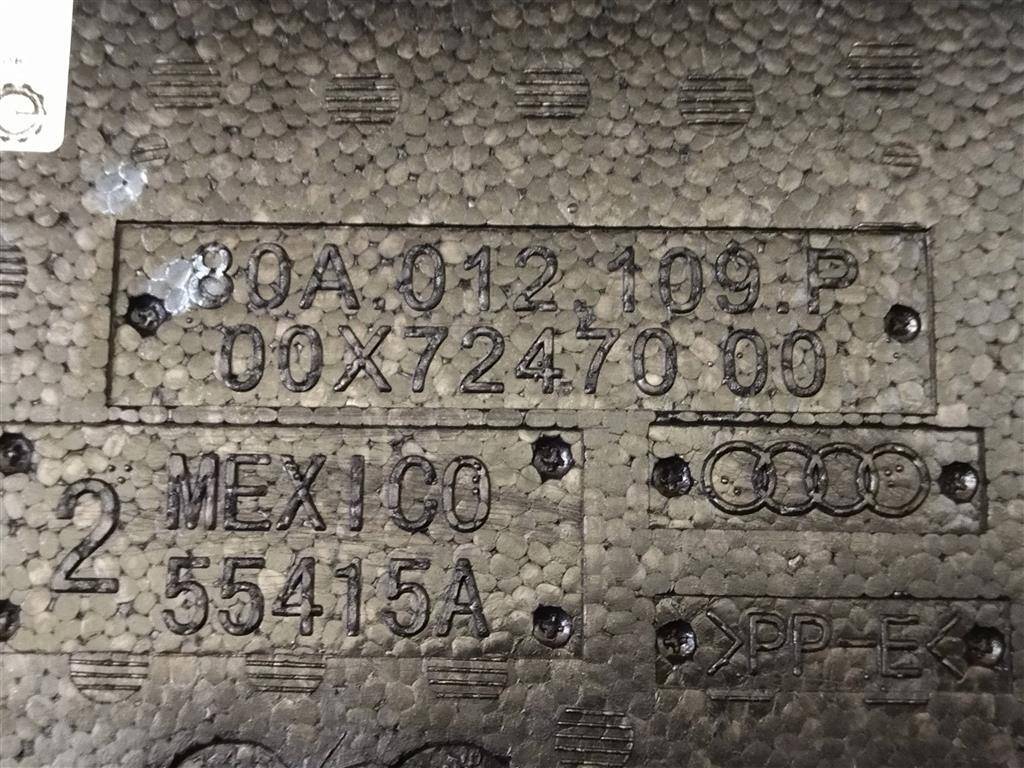 80A.012.109.P
00X7247000
2
MEXICO
55415A
>PP-E<